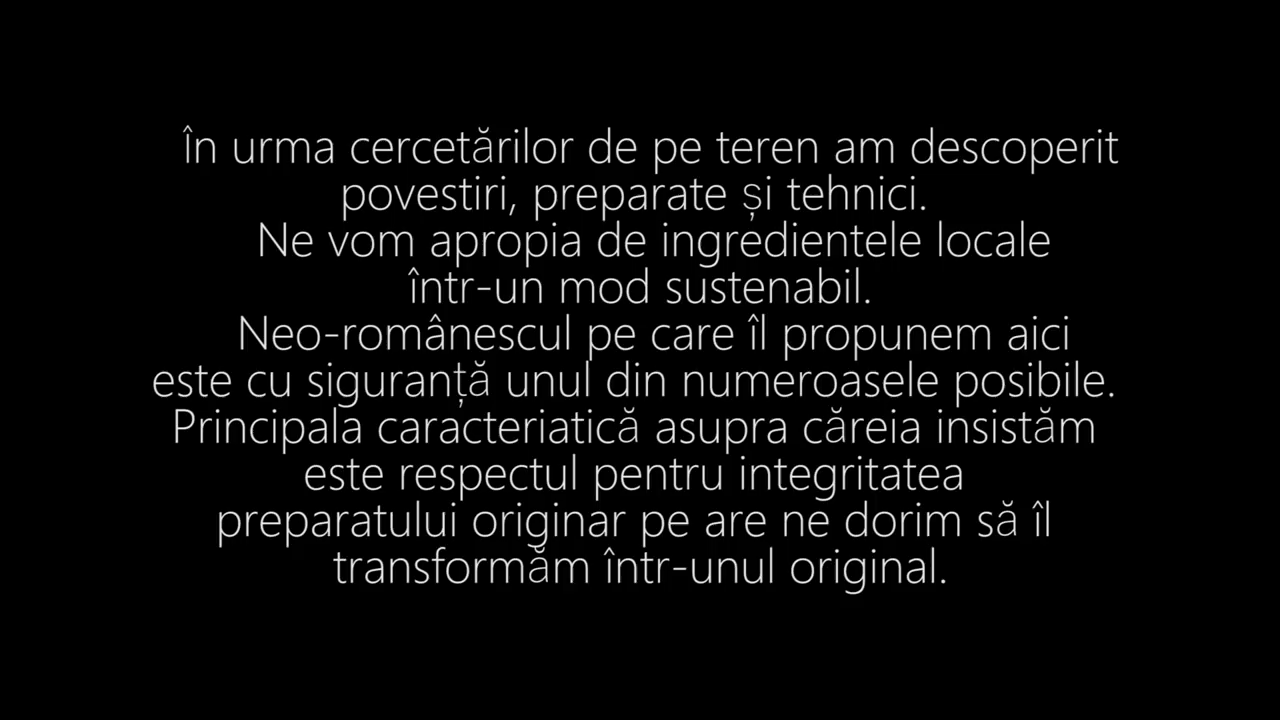 În urma cercetărilor de pe teren am descoperit
povestiri, preparate și tehnici.
Ne vom apropia de ingredientele locale
într-un mod sustenabil.
Neo-românescul pe care îl propunem aici
este cu siguranță unul din numeroasele posibile.
Principala caracteriatică asupra căreia insistăm
este respectul pentru integritatea
preparatului originar pe are ne dorim să îl
transformăm într-unul original.